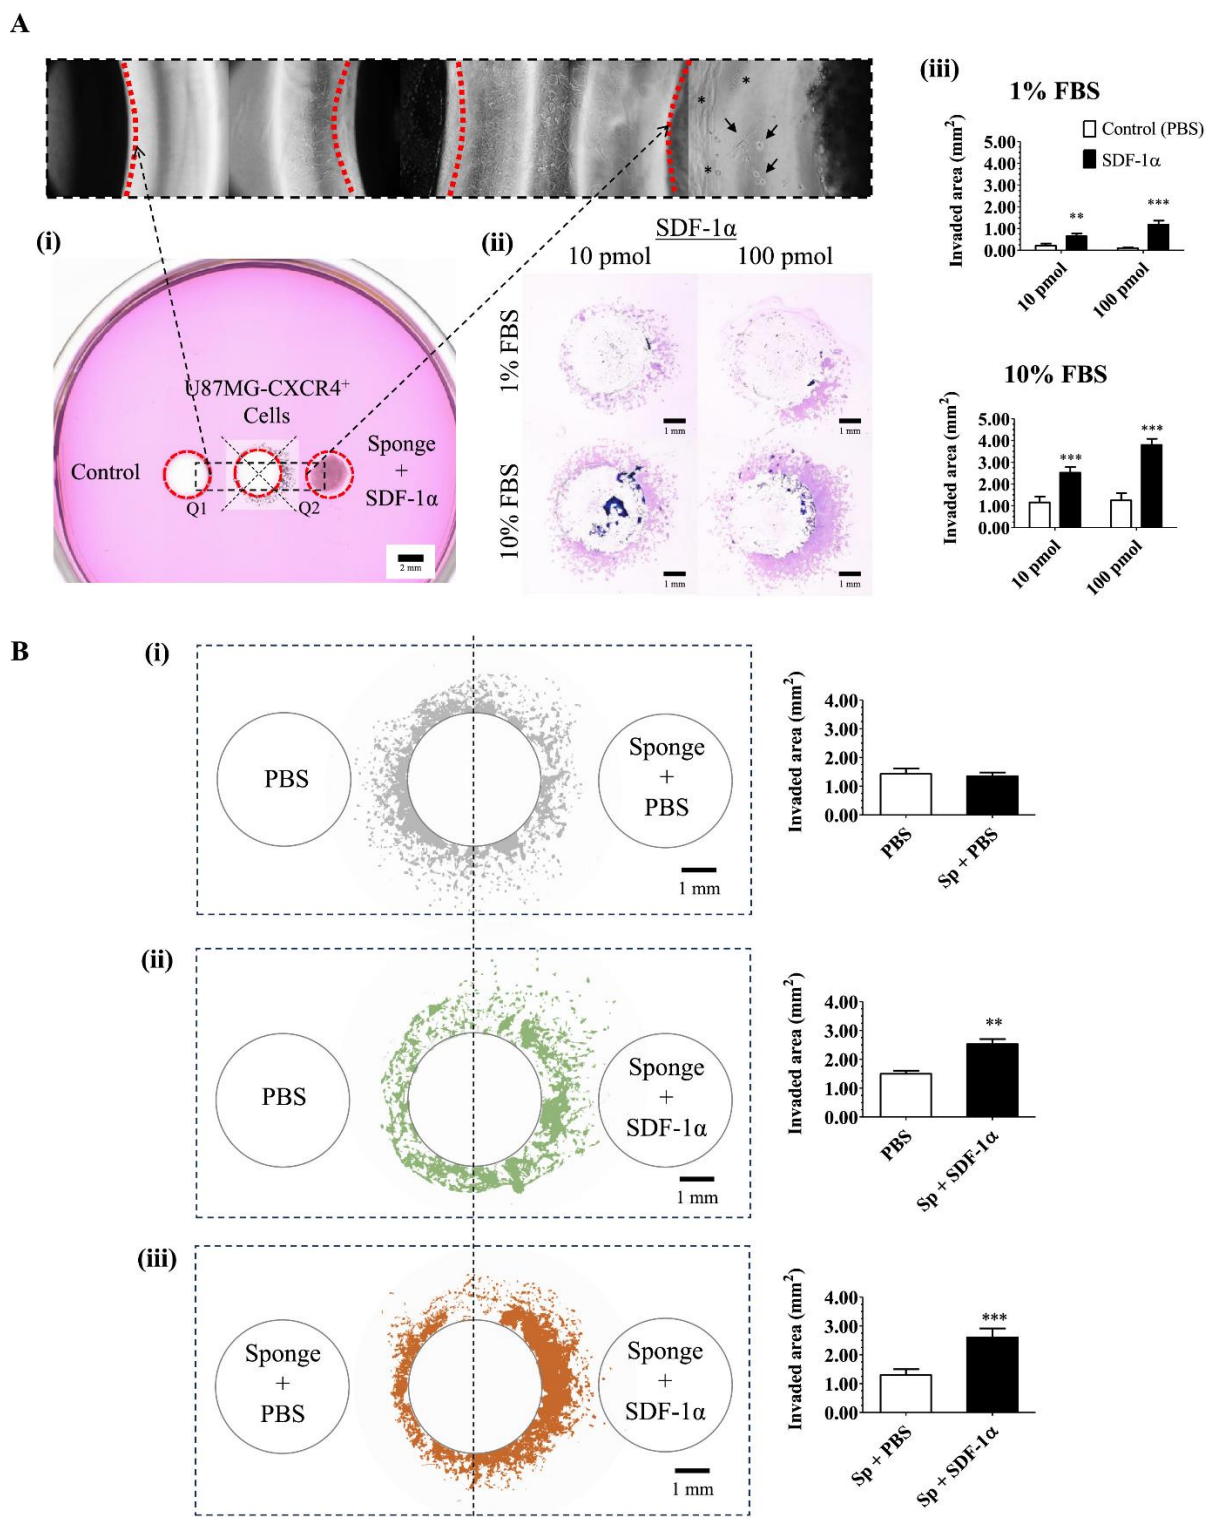 A
(iii)
1% FBS
Control (PBS)
SDF-1α
Invaded area (mm²)
5.00
4.00
3.00
2.00
1.00
0.00
**
***
10 pmol
100 pmol
*
*
*
(i)
U87MG-CXCR4⁺
Cells
Control
Sponge
+
SDF-1α
Q1
Q2
2 mm
(ii)
SDF-1α
10 pmol
100 pmol
1% FBS
10% FBS
1 mm
1 mm
1 mm
1 mm
10% FBS
Invaded area (mm²)
5.00
4.00
3.00
2.00
1.00
0.00
***
***
10 pmol
100 pmol
B
(i)
PBS
Sponge
+
PBS
1 mm
Invaded area (mm²)
4.00
3.00
2.00
1.00
0.00
PBS
Sp + PBS
(ii)
PBS
Sponge
+
SDF-1α
1 mm
Invaded area (mm²)
4.00
3.00
2.00
1.00
0.00
**
PBS
Sp + SDF-1α
(iii)
Sponge
+
PBS
Sponge
+
SDF-1α
1 mm
Invaded area (mm²)
4.00
3.00
2.00
1.00
0.00
***
Sp + PBS
Sp + SDF-1α